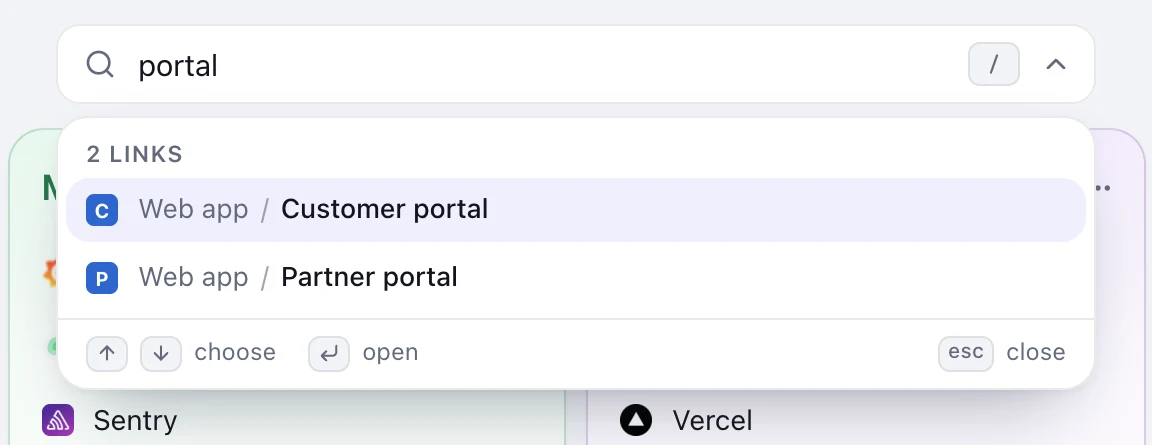 portal /
2 LINKS
C Web app / Customer portal
P Web app / Partner portal
↑ ↓ choose ↵ open esc close
Sentry Vercel